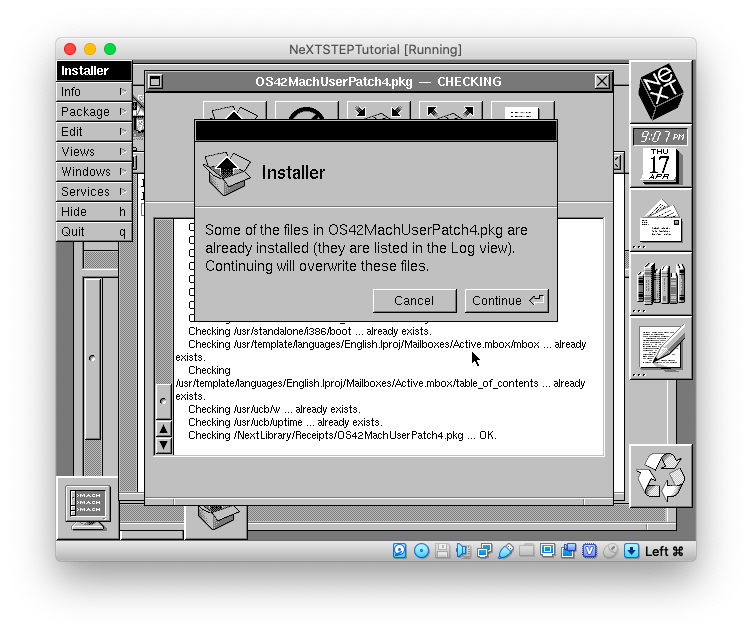 NeXTSTEPTutorial [Running]
Installer
Info
Package
Edit
Views
Windows
Services
Hide h
Quit q
OS42MachUserPatch4.pkg — CHECKING
Installer
Some of the files in OS42MachUserPatch4.pkg are
already installed (they are listed in the Log view).
Continuing will overwrite these files.
Cancel
Continue
Checking /usr/standalone/i386/boot ... already exists.
Checking /usr/template/languages/English.lproj/Mailboxes/Active.mbox/mbox ... already
exists.
Checking
/usr/template/languages/English.lproj/Mailboxes/Active.mbox/table_of_contents ... already
exists.
Checking /usr/ucb/w ... already exists.
Checking /usr/ucb/uptime ... already exists.
Checking /NextLibrary/Receipts/OS42MachUserPatch4.pkg ... OK.
NeXT
9:07 PM
THU
17
APR
MACH
MACH
MACH
Left ⌘